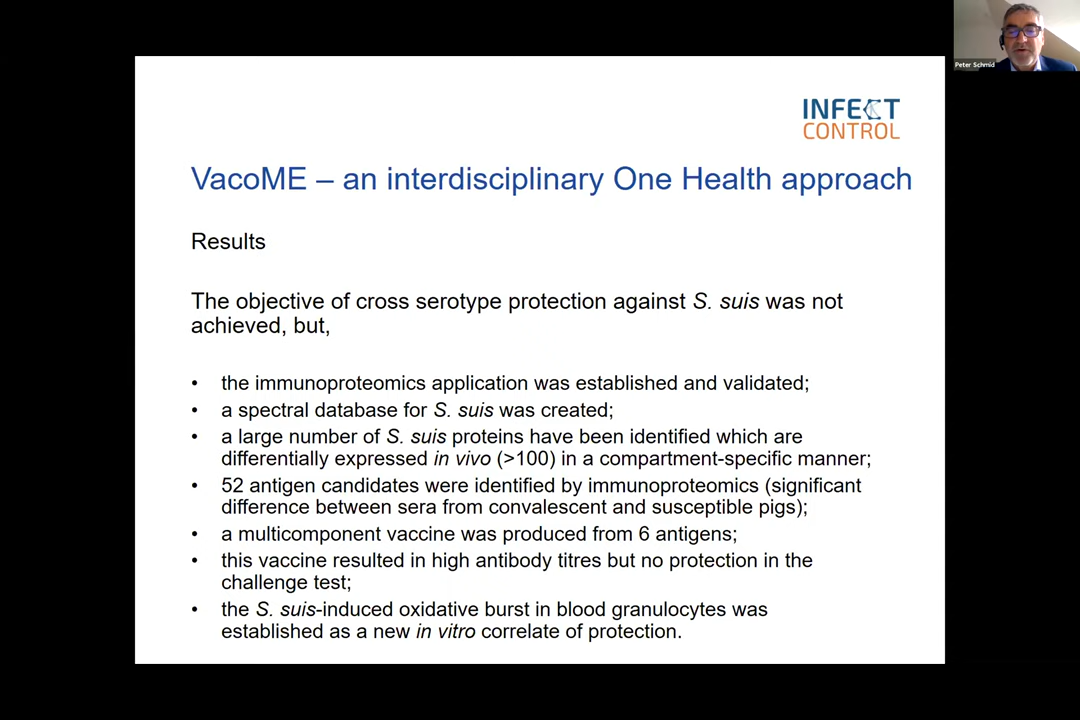 Peter Schmid
INFECT
CONTROL
VacoME – an interdisciplinary One Health approach
Results
The objective of cross serotype protection against S. suis was not
achieved, but,
• the immunoproteomics application was established and validated;
• a spectral database for S. suis was created;
• a large number of S. suis proteins have been identified which are
differentially expressed in vivo (>100) in a compartment-specific manner;
• 52 antigen candidates were identified by immunoproteomics (significant
difference between sera from convalescent and susceptible pigs);
• a multicomponent vaccine was produced from 6 antigens;
• this vaccine resulted in high antibody titres but no protection in the
challenge test;
• the S. suis-induced oxidative burst in blood granulocytes was
established as a new in vitro correlate of protection.